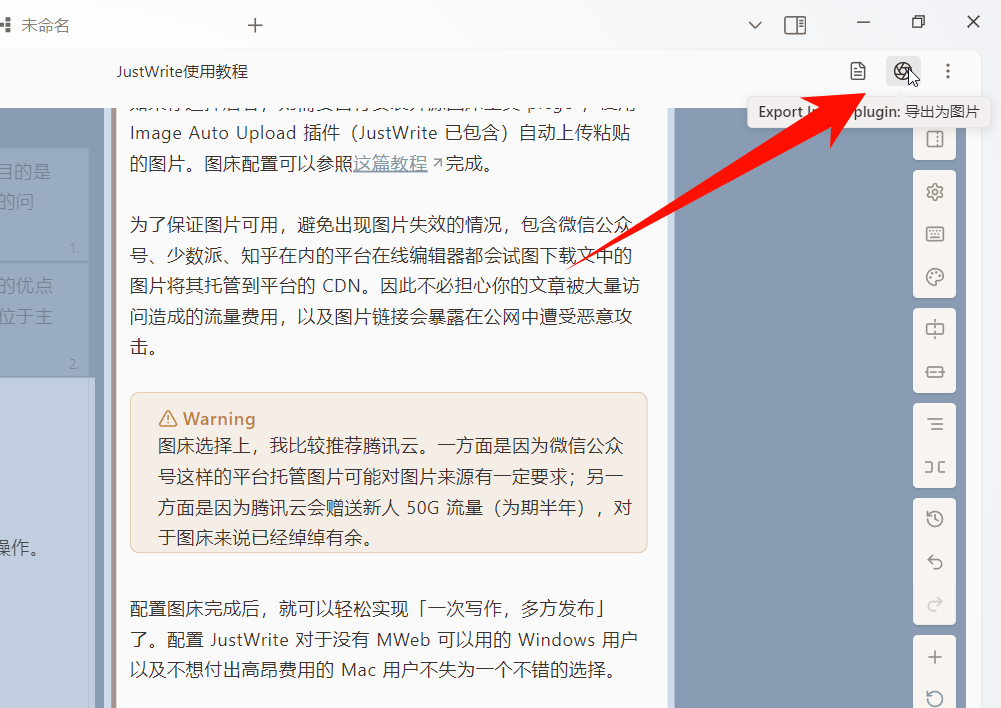 未命名
JustWrite使用教程
Export plugin: 导出为图片
Image Auto Upload 插件（JustWrite 已包含）自动上传粘贴
的图片。图床配置可以参照这篇教程完成。
目的是
的问
1.
的优点
位于主
2.
为了保证图片可用，避免出现图片失效的情况，包含微信公众
号、少数派、知乎在内的平台在线编辑器都会试图下载文中的
图片将其托管到平台的 CDN。因此不必担心你的文章被大量访
问造成的流量费用，以及图片链接会暴露在公网中遭受恶意攻
击。
Warning
图床选择上，我比较推荐腾讯云。一方面是因为微信公众
号这样的平台托管图片可能对图片来源有一定要求；另一
方面是因为腾讯云会赠送新人 50G 流量（为期半年），对
于图床来说已经绰绰有余。
操作。
配置图床完成后，就可以轻松实现「一次写作，多方发布」
了。配置 JustWrite 对于没有 MWeb 可以用的 Windows 用户
以及不想付出高昂费用的 Mac 用户不失为一个不错的选择。